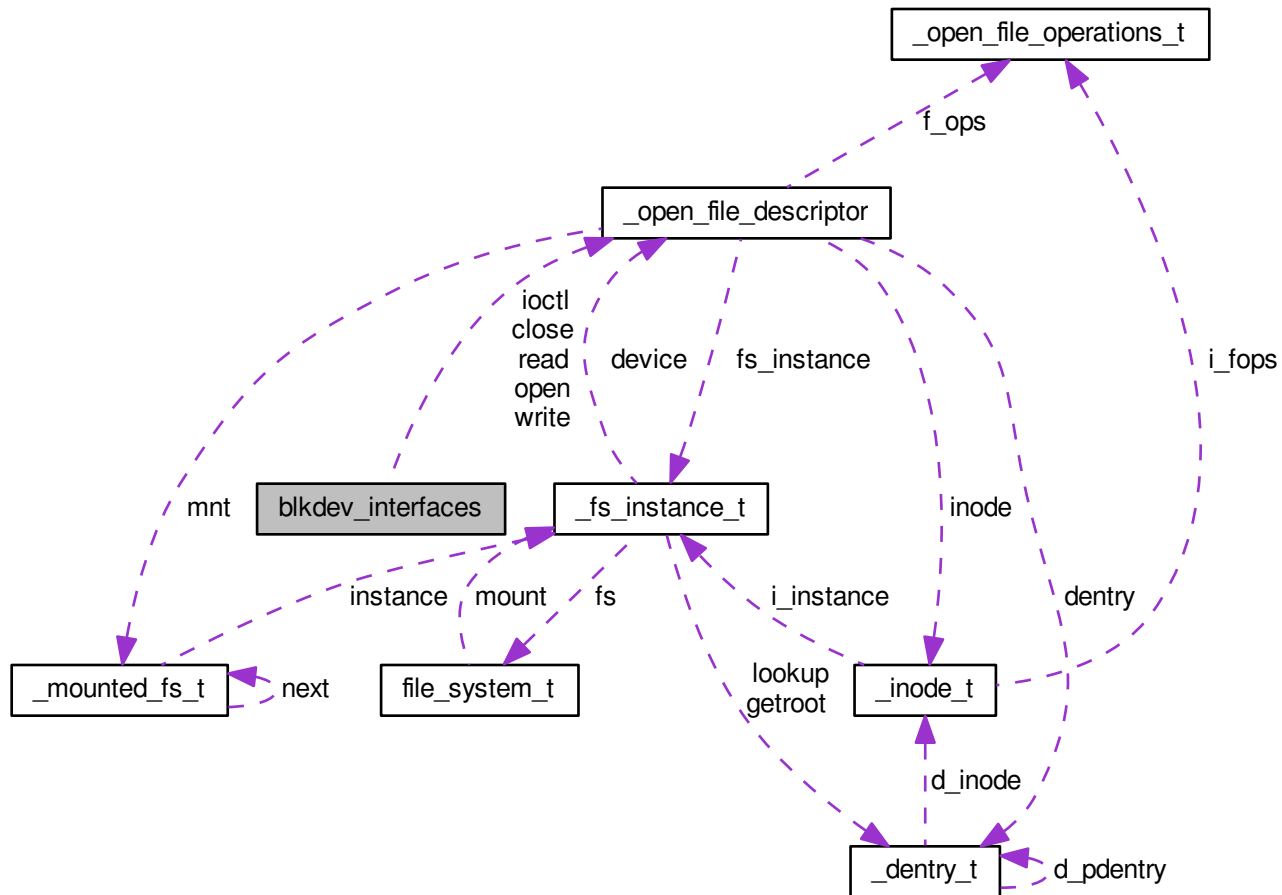 _open_file_operations_t
f_ops
_open_file_descriptor
ioctl
close
read
open
write
device
fs_instance
i_fops
mnt
blkdev_interfaces
_fs_instance_t
inode
instance
mount
fs
i_instance
dentry
_mounted_fs_t
next
file_system_t
lookup
getroot
_inode_t
d_inode
_dentry_t
d_pdentry